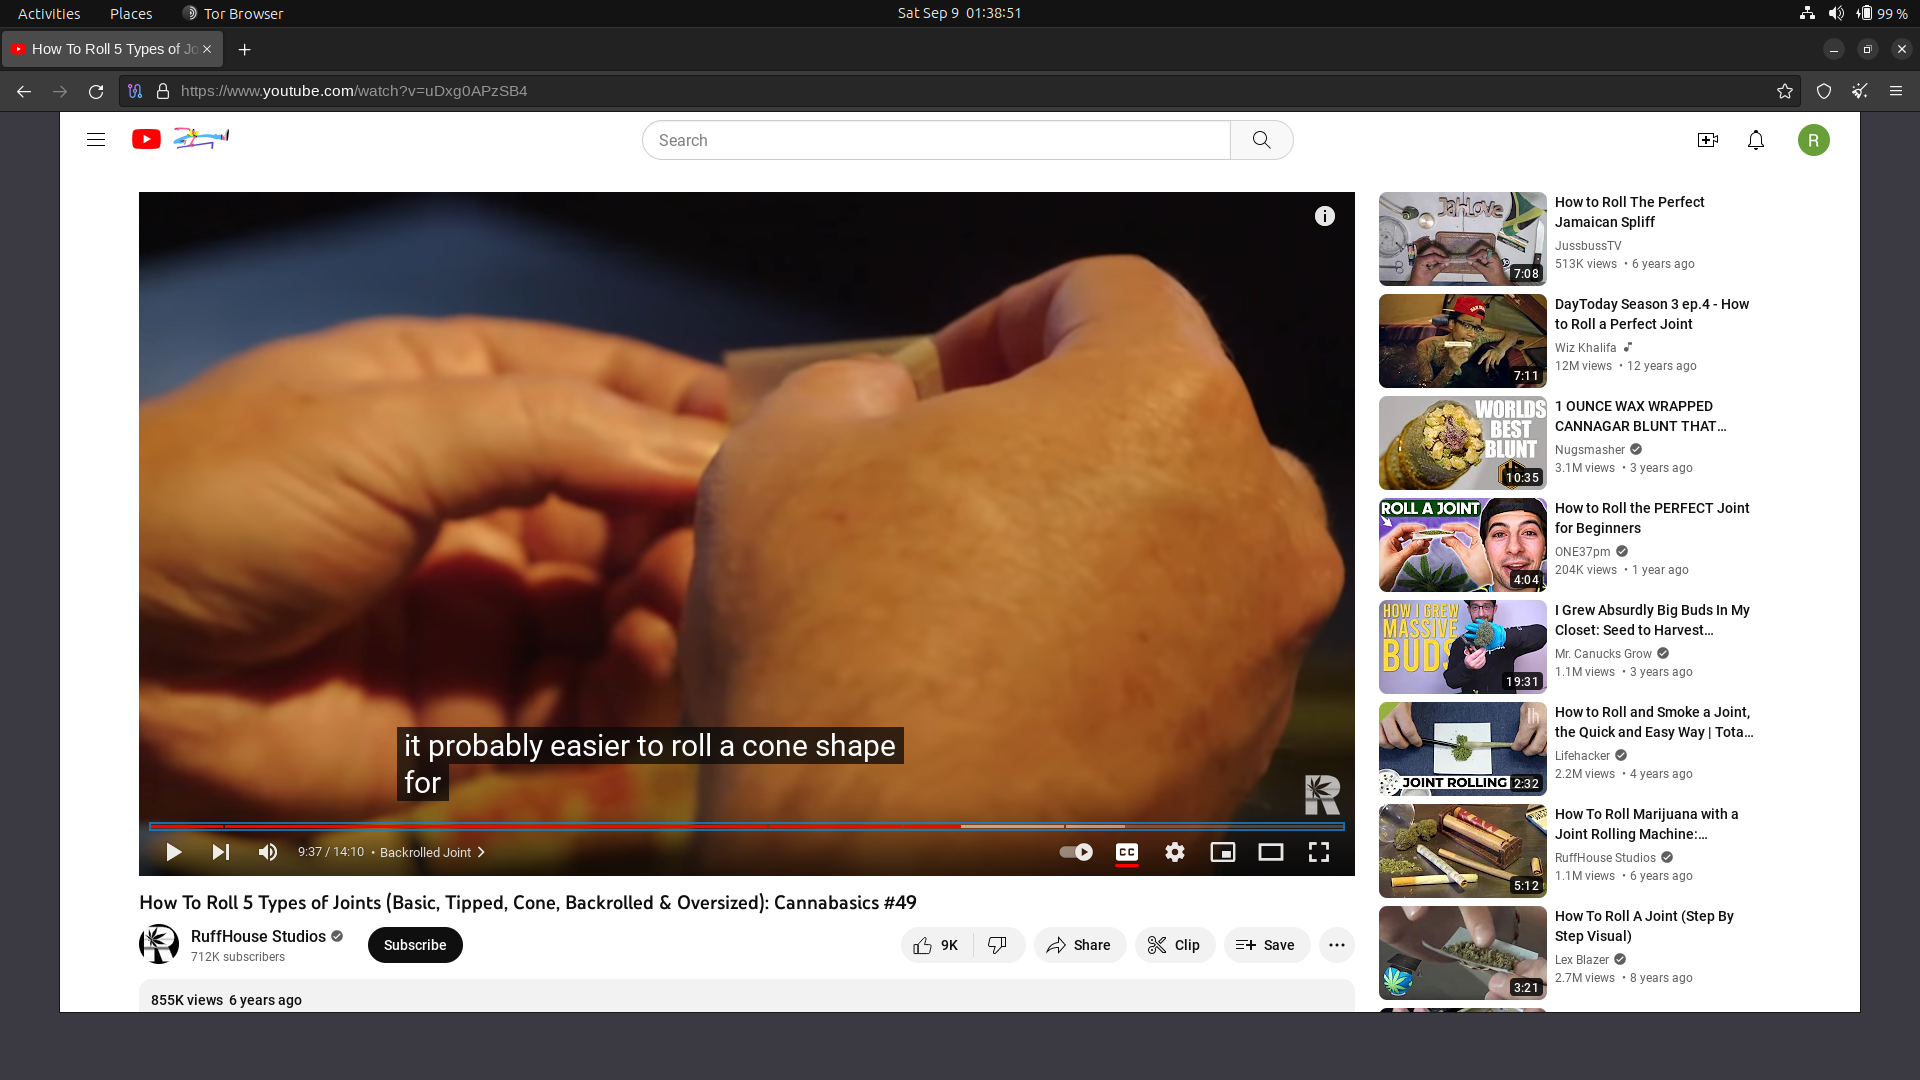 Activities Places Tor Browser Sat Sep 9 01:38:51 99 %
How To Roll 5 Types of Jo
https://www.youtube.com/watch?v=uDxg0APzSB4
Search
R
it probably easier to roll a cone shape
for
R
9:37 / 14:10 • Backrolled Joint
CC
How To Roll 5 Types of Joints (Basic, Tipped, Cone, Backrolled & Oversized): Cannabasics #49
RuffHouse Studios
712K subscribers
Subscribe
9K
Share
Clip
Save
855K views 6 years ago
JahLove
7:08
How to Roll The Perfect
Jamaican Spliff
JussbussTV
513K views • 6 years ago
7:11
DayToday Season 3 ep.4 - How
to Roll a Perfect Joint
Wiz Khalifa
12M views • 12 years ago
WORLDS
BEST
BLUNT
10:35
1 OUNCE WAX WRAPPED
CANNAGAR BLUNT THAT…
Nugsmasher
3.1M views • 3 years ago
ROLL A JOINT
4:04
How to Roll the PERFECT Joint
for Beginners
ONE37pm
204K views • 1 year ago
HOW I GREW
MASSIVE
BUDS
19:31
I Grew Absurdly Big Buds In My
Closet: Seed to Harvest…
Mr. Canucks Grow
1.1M views • 3 years ago
lh
JOINT ROLLING
2:32
How to Roll and Smoke a Joint,
the Quick and Easy Way | Tota…
Lifehacker
2.2M views • 4 years ago
5:12
How To Roll Marijuana with a
Joint Rolling Machine:…
RuffHouse Studios
1.1M views • 6 years ago
3:21
How To Roll A Joint (Step By
Step Visual)
Lex Blazer
2.7M views • 8 years ago